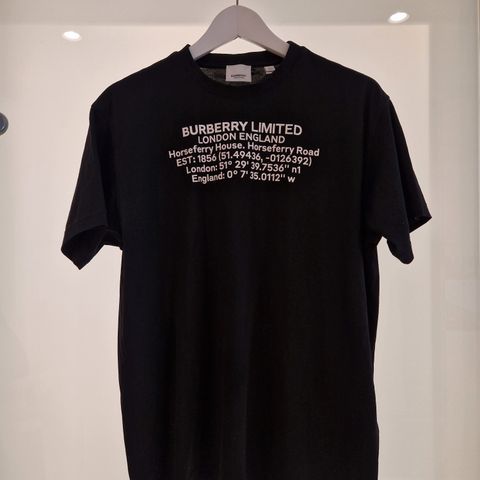 BURBERRY
BURBERRY LIMITED
LONDON ENGLAND
Horseferry House. Horseferry Road
EST: 1856 (51.49436, -0126392)
London: 51° 29' 39.7536" n1
England: 0° 7' 35.0112" w